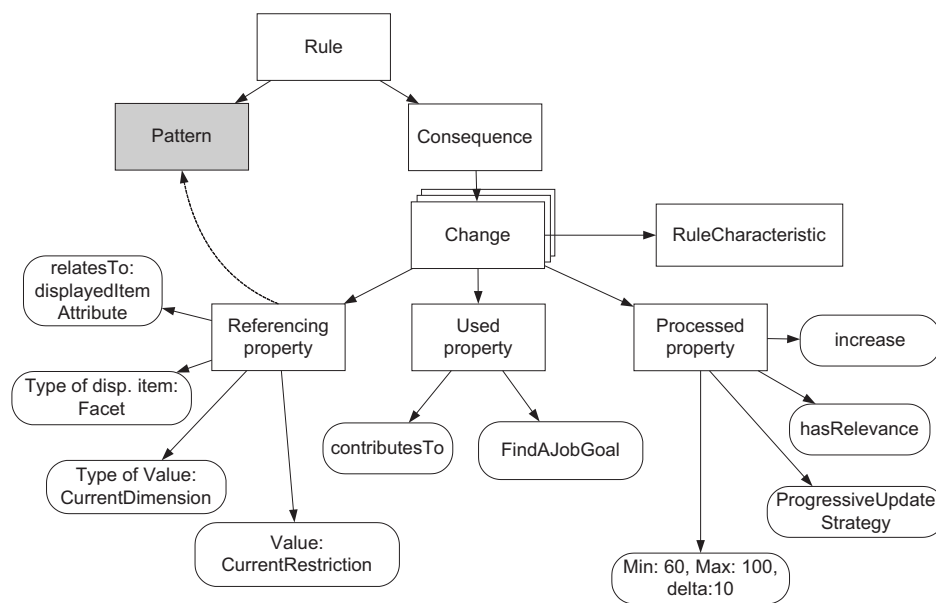 Rule
Pattern
Consequence
Change
RuleCharacteristic
relatesTo:
displayedItem
Attribute
Referencing
property
Used
property
Processed
property
increase
Type of disp. item:
Facet
hasRelevance
contributesTo
FindAJobGoal
Type of Value:
CurrentDimension
ProgressiveUpdate
Strategy
Value:
CurrentRestriction
Min: 60, Max: 100,
delta:10